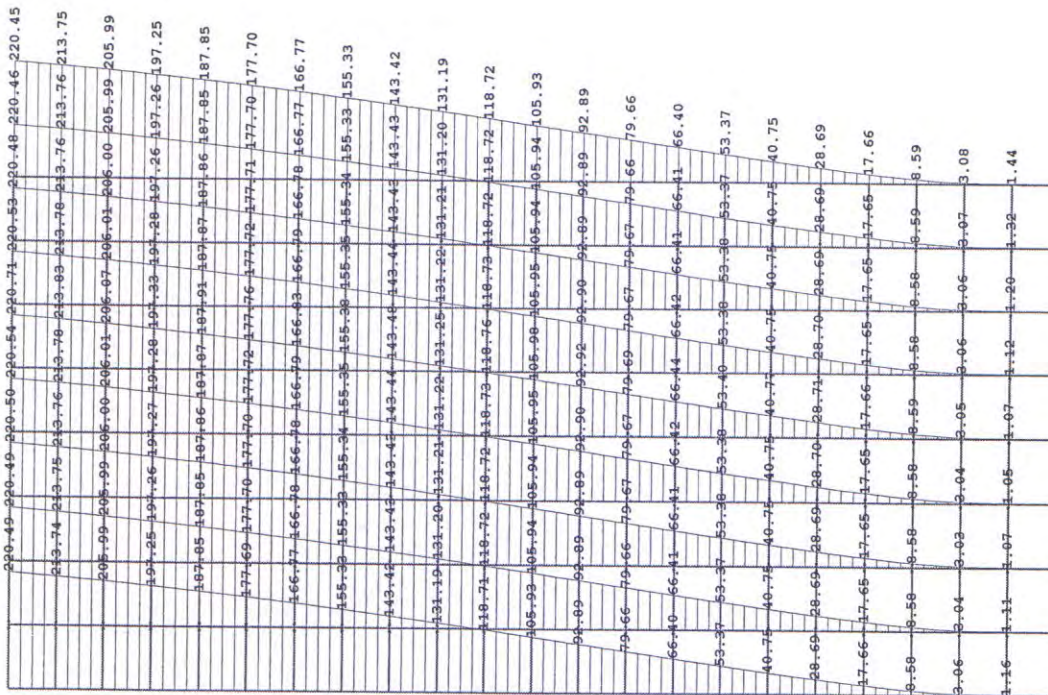 220.49 220.49 220.50 220.54 220.71 220.53 220.48 220.46 220.45
213.74 213.75 213.76 213.78 213.83 213.78 213.76 213.76 213.75
205.99 205.99 206.00 206.01 206.07 206.01 206.00 205.99 205.99
197.25 197.26 197.27 197.28 197.33 197.28 197.26 197.26 197.25
187.85 187.85 187.86 187.87 187.91 187.87 187.86 187.85 187.85
177.69 177.70 177.70 177.72 177.76 177.72 177.71 177.70 177.70
166.77 166.78 166.78 166.79 166.83 166.79 166.78 166.77 166.77
155.33 155.33 155.34 155.35 155.38 155.35 155.34 155.33 155.33
143.42 143.43 143.43 143.44 143.48 143.44 143.43 143.43 143.42
131.19 131.20 131.21 131.22 131.25 131.22 131.21 131.20 131.19
118.71 118.72 118.72 118.73 118.76 118.73 118.72 118.72 118.72
105.93 105.94 105.94 105.95 105.98 105.95 105.94 105.94 105.93
92.89 92.89 92.89 92.90 92.92 92.90 92.89 92.89 92.89
79.66 79.66 79.67 79.67 79.69 79.67 79.67 79.66 79.66
66.40 66.41 66.41 66.42 66.44 66.42 66.41 66.41 66.40
53.37 53.37 53.38 53.38 53.40 53.38 53.38 53.37 53.37
40.75 40.75 40.75 40.75 40.77 40.75 40.75 40.75 40.75
28.69 28.69 28.69 28.70 28.71 28.70 28.69 28.69 28.69
17.66 17.65 17.65 17.65 17.66 17.65 17.65 17.65 17.66
8.58 8.58 8.58 8.58 8.59 8.58 8.58 8.59 8.59
3.06 3.04 3.03 3.04 3.05 3.06 3.06 3.07 3.08
1.16 1.11 1.07 1.05 1.07 1.12 1.20 1.32 1.44